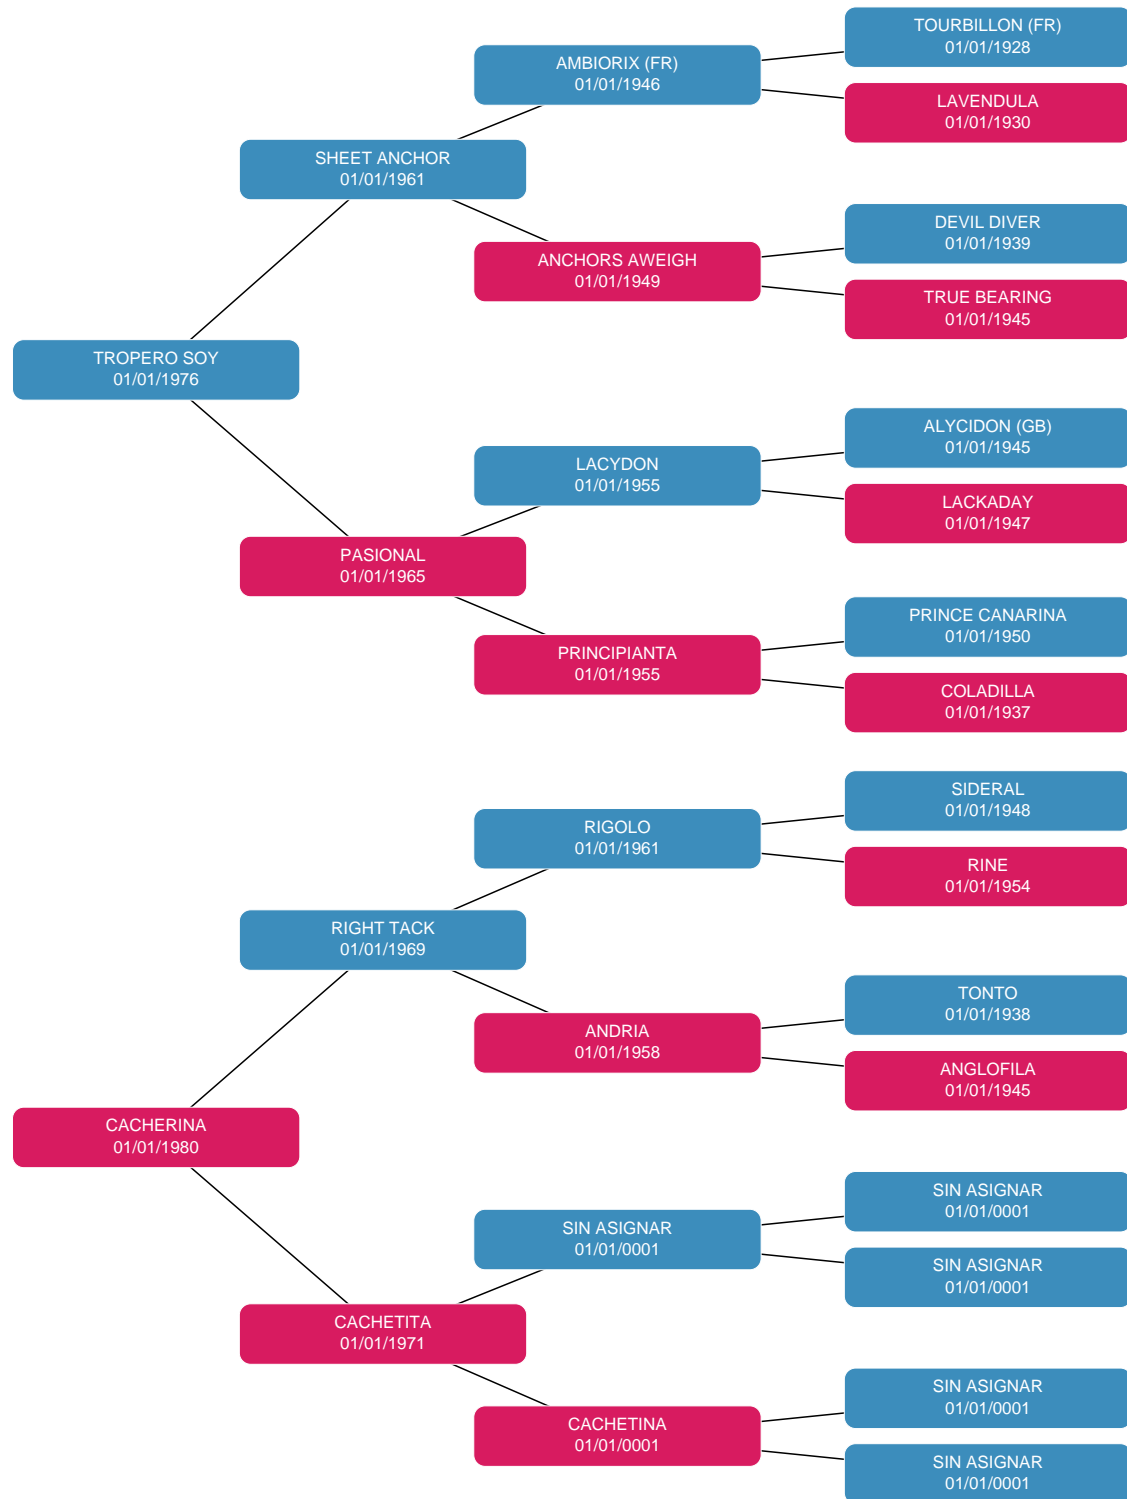 TOURBILLON (FR)
01/01/1928
AMBIORIX (FR)
01/01/1946
LAVENDULA
01/01/1930
SHEET ANCHOR
01/01/1961
DEVIL DIVER
01/01/1939
ANCHORS AWEIGH
01/01/1949
TRUE BEARING
01/01/1945
TROPERO SOY
01/01/1976
ALYCIDON (GB)
01/01/1945
LACYDON
01/01/1955
LACKADAY
01/01/1947
PASIONAL
01/01/1965
PRINCE CANARINA
01/01/1950
PRINCIPIANTA
01/01/1955
COLADILLA
01/01/1937
SIDERAL
01/01/1948
RIGOLO
01/01/1961
RINE
01/01/1954
RIGHT TACK
01/01/1969
TONTO
01/01/1938
ANDRIA
01/01/1958
ANGLOFILA
01/01/1945
CACHERINA
01/01/1980
SIN ASIGNAR
01/01/0001
SIN ASIGNAR
01/01/0001
SIN ASIGNAR
01/01/0001
CACHETITA
01/01/1971
SIN ASIGNAR
01/01/0001
CACHETINA
01/01/0001
SIN ASIGNAR
01/01/0001